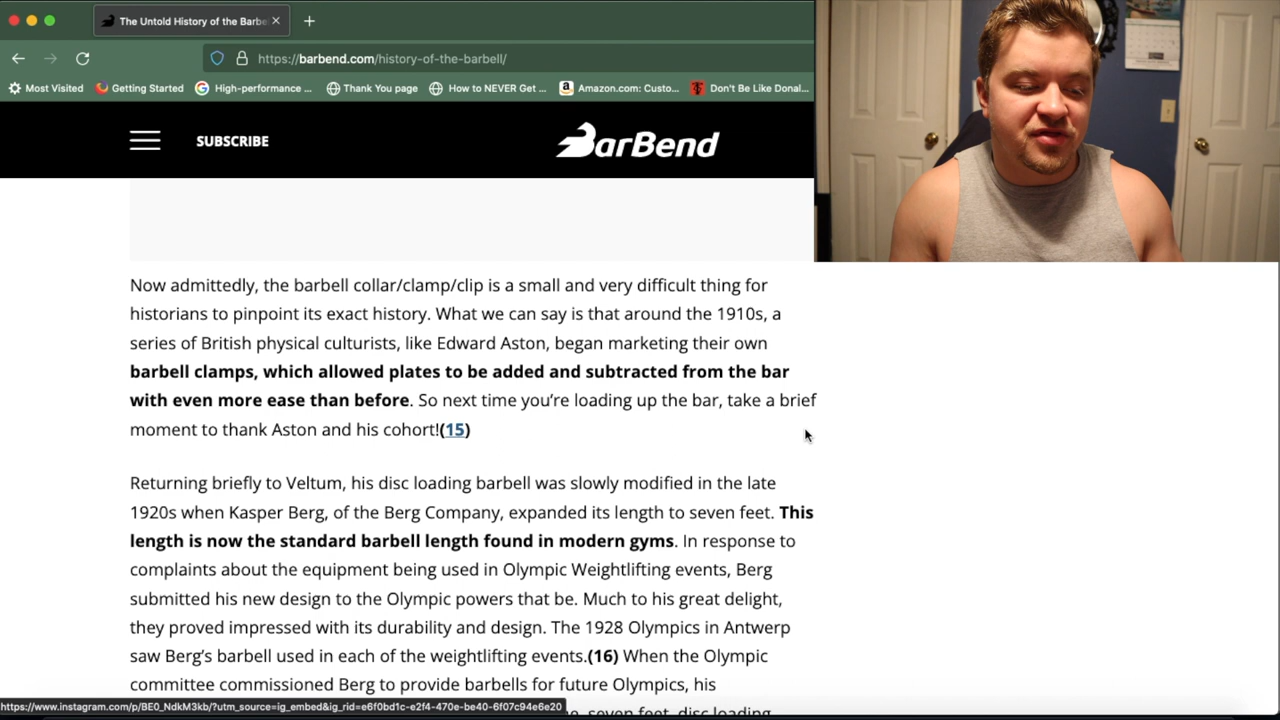 The Untold History of the Barbe
https://barbend.com/history-of-the-barbell/
Most Visited Getting Started High-performance ... Thank You page How to NEVER Get ... Amazon.com: Custo... Don't Be Like Donal...
SUBSCRIBE BarBend
Now admittedly, the barbell collar/clamp/clip is a small and very difficult thing for
historians to pinpoint its exact history. What we can say is that around the 1910s, a
series of British physical culturists, like Edward Aston, began marketing their own
barbell clamps, which allowed plates to be added and subtracted from the bar
with even more ease than before. So next time you're loading up the bar, take a brief
moment to thank Aston and his cohort!(15)
Returning briefly to Veltum, his disc loading barbell was slowly modified in the late
1920s when Kasper Berg, of the Berg Company, expanded its length to seven feet. This
length is now the standard barbell length found in modern gyms. In response to
complaints about the equipment being used in Olympic Weightlifting events, Berg
submitted his new design to the Olympic powers that be. Much to his great delight,
they proved impressed with its durability and design. The 1928 Olympics in Antwerp
saw Berg's barbell used in each of the weightlifting events.(16) When the Olympic
committee commissioned Berg to provide barbells for future Olympics, his
seven feet, disc loading
https://www.instagram.com/p/BE0_NdkM3kb/?utm_source=ig_embed&ig_rid=e6f0bd1c-e2f4-470e-be40-6f07c94e6e20